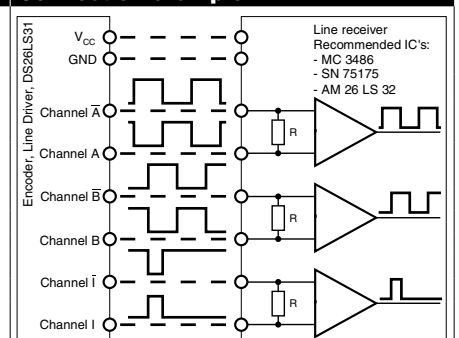 Line receiver
Recommended IC's:
- MC 3486
- SN 75175
- AM 26 LS 32
Encoder, Line Driver, DS26LS31
VCC
GND
Channel A̅
R
Channel A
Channel B̅
R
Channel B
Channel I̅
R
Channel I